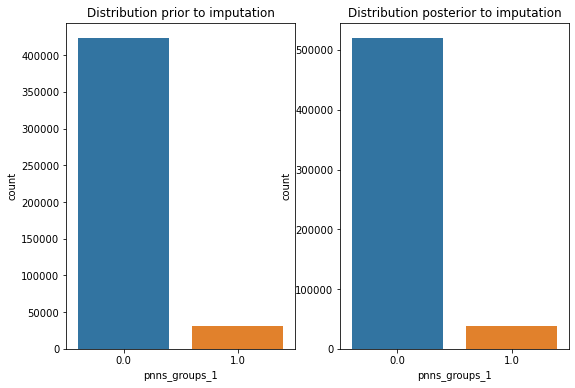 Distribution prior to imputation
400000
350000
300000
250000
200000
150000
100000
50000
0
count
0.0 1.0
pnns_groups_1
Distribution posterior to imputation
500000
400000
300000
200000
100000
0
count
0.0 1.0
pnns_groups_1